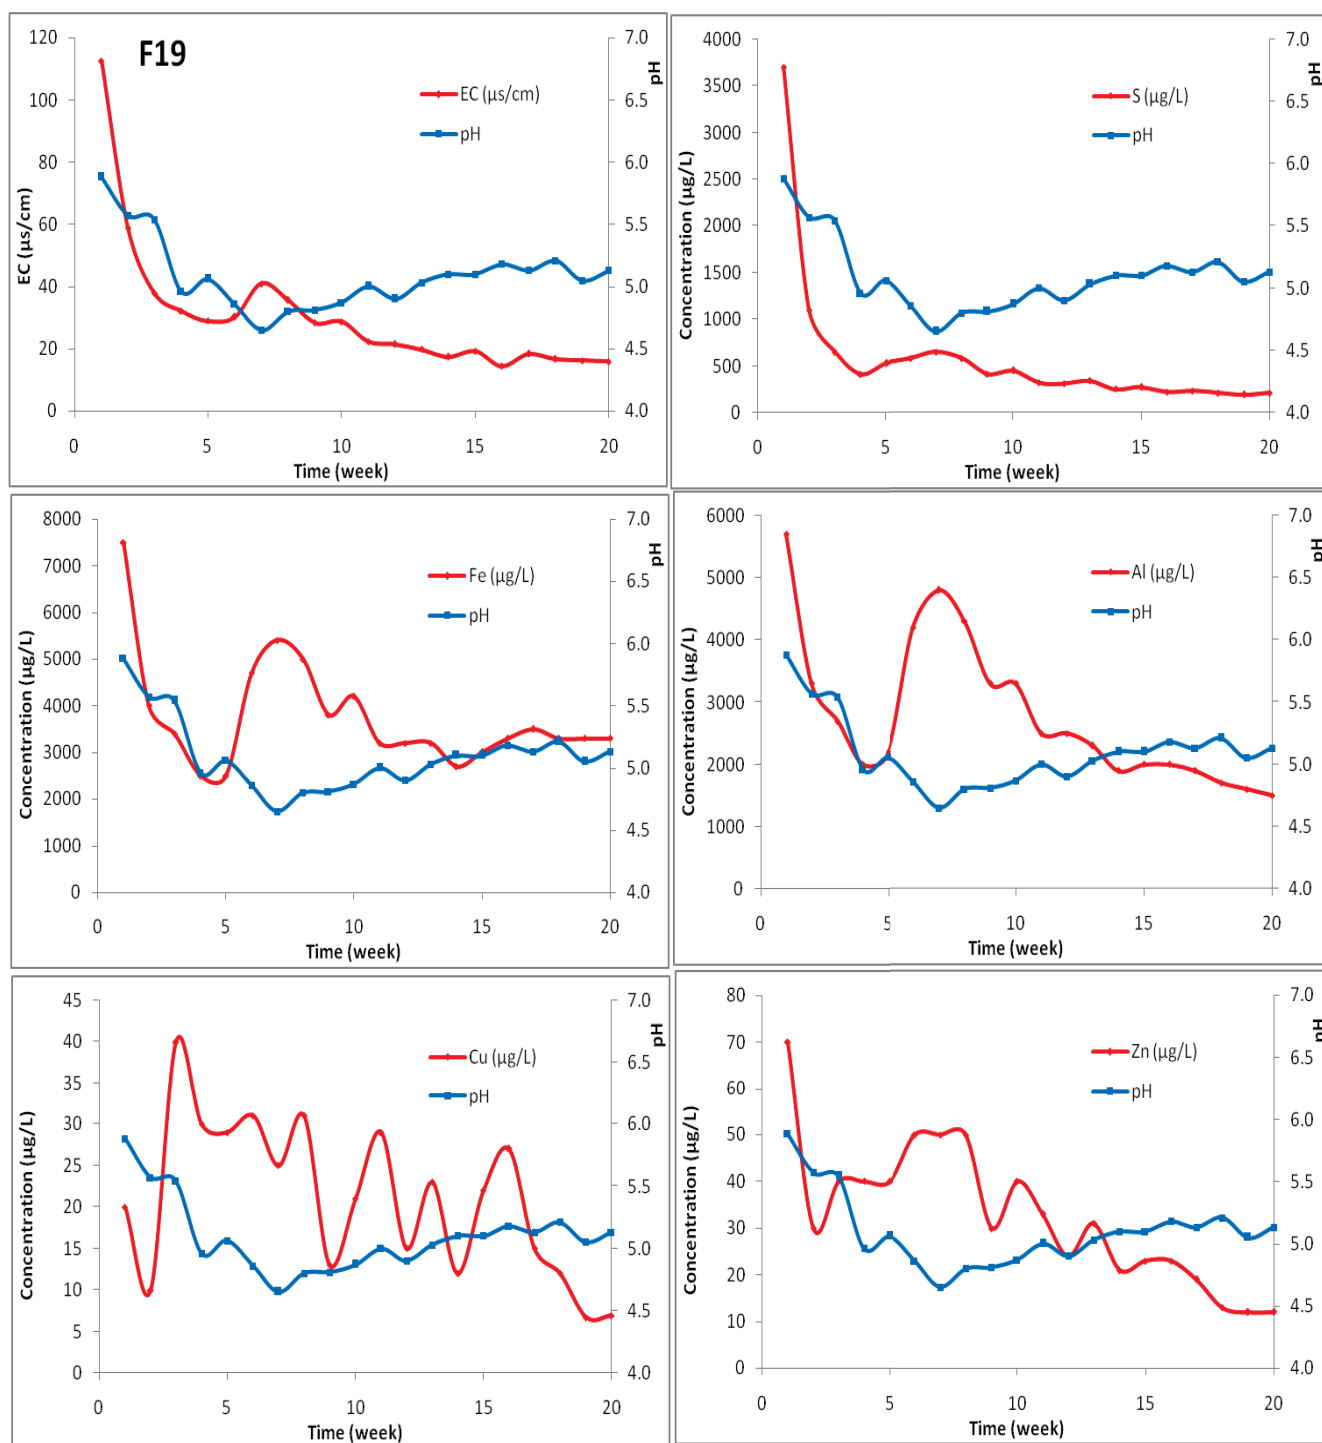 F19
120
100
80
60
40
20
0
EC (µs/cm)
EC (µs/cm)
pH
7.0
6.5
6.0
5.5
5.0
4.5
4.0
pH
0 5 10 15 20
Time (week)
4000
3500
3000
2500
2000
1500
1000
500
0
Concentration (µg/L)
S (µg/L)
pH
7.0
6.5
6.0
5.5
5.0
4.5
4.0
pH
0 5 10 15 20
Time (week)
8000
7000
6000
5000
4000
3000
2000
1000
0
Concentration (µg/L)
Fe (µg/L)
pH
7.0
6.5
6.0
5.5
5.0
4.5
4.0
pH
0 5 10 15 20
Time (week)
6000
5000
4000
3000
2000
1000
0
Concentration (µg/L)
Al (µg/L)
pH
7.0
6.5
6.0
5.5
5.0
4.5
4.0
pH
0 5 10 15 20
Time (week)
45
40
35
30
25
20
15
10
5
0
Concentration (µg/L)
Cu (µg/L)
pH
7.0
6.5
6.0
5.5
5.0
4.5
4.0
pH
0 5 10 15 20
Time (week)
80
70
60
50
40
30
20
10
0
Concentration (µg/L)
Zn (µg/L)
pH
7.0
6.5
6.0
5.5
5.0
4.5
4.0
pH
0 5 10 15 20
Time (week)